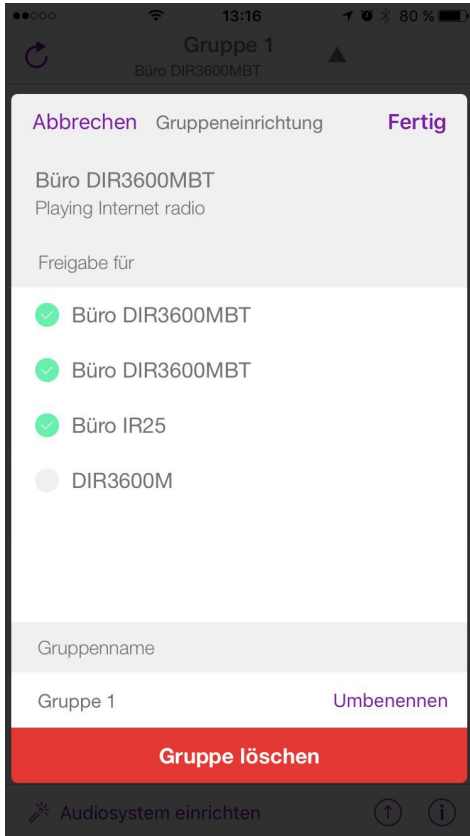 13:16 80 %
Gruppe 1
Büro DIR3600MBT
Abbrechen Gruppeneinrichtung Fertig
Büro DIR3600MBT
Playing Internet radio
Freigabe für
Büro DIR3600MBT
Büro DIR3600MBT
Büro IR25
DIR3600M
Gruppenname
Gruppe 1 Umbenennen
Gruppe löschen
Audiosystem einrichten